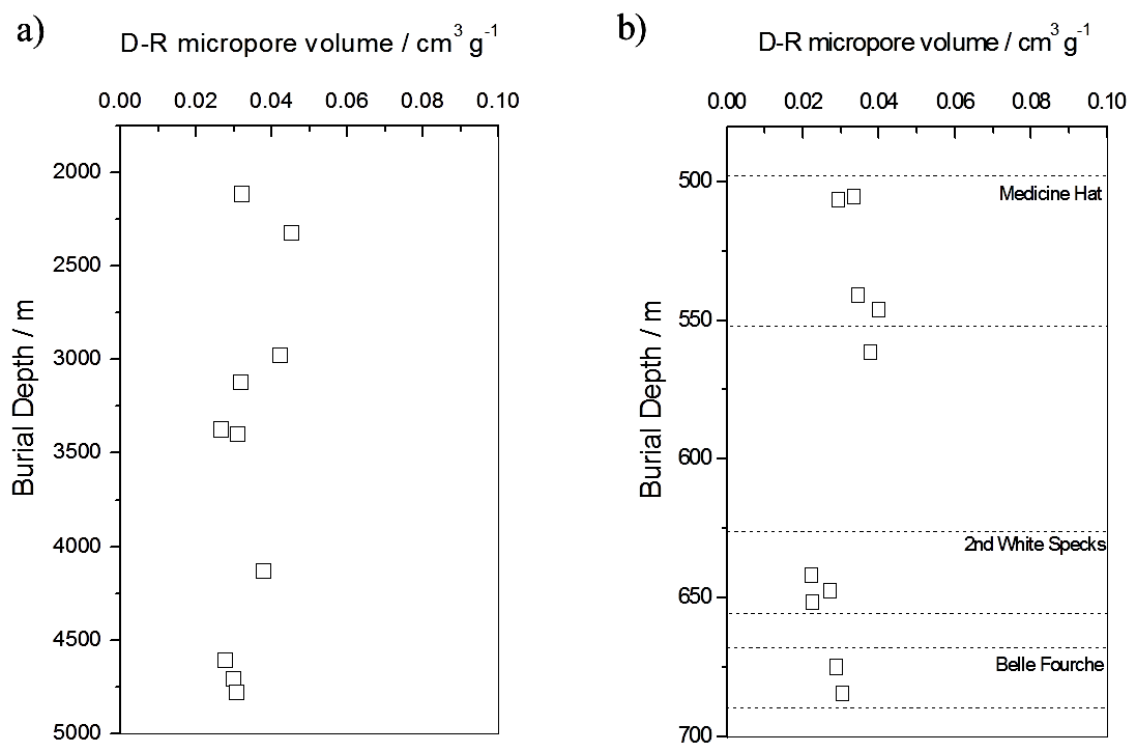 a)
D-R micropore volume / cm³ g⁻¹
0.00 0.02 0.04 0.06 0.08 0.10
Burial Depth / m
2000
2500
3000
3500
4000
4500
5000
b)
D-R micropore volume / cm³ g⁻¹
0.00 0.02 0.04 0.06 0.08 0.10
Burial Depth / m
500
Medicine Hat
550
600
2nd White Specks
650
Belle Fourche
700